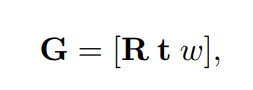 G = [R t w],